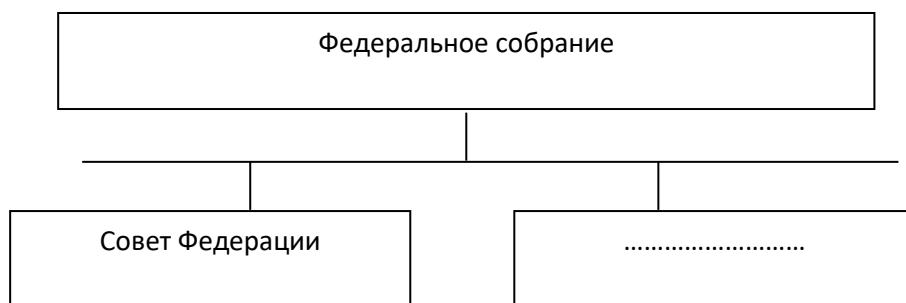 Федеральное собрание
Совет Федерации
………………………